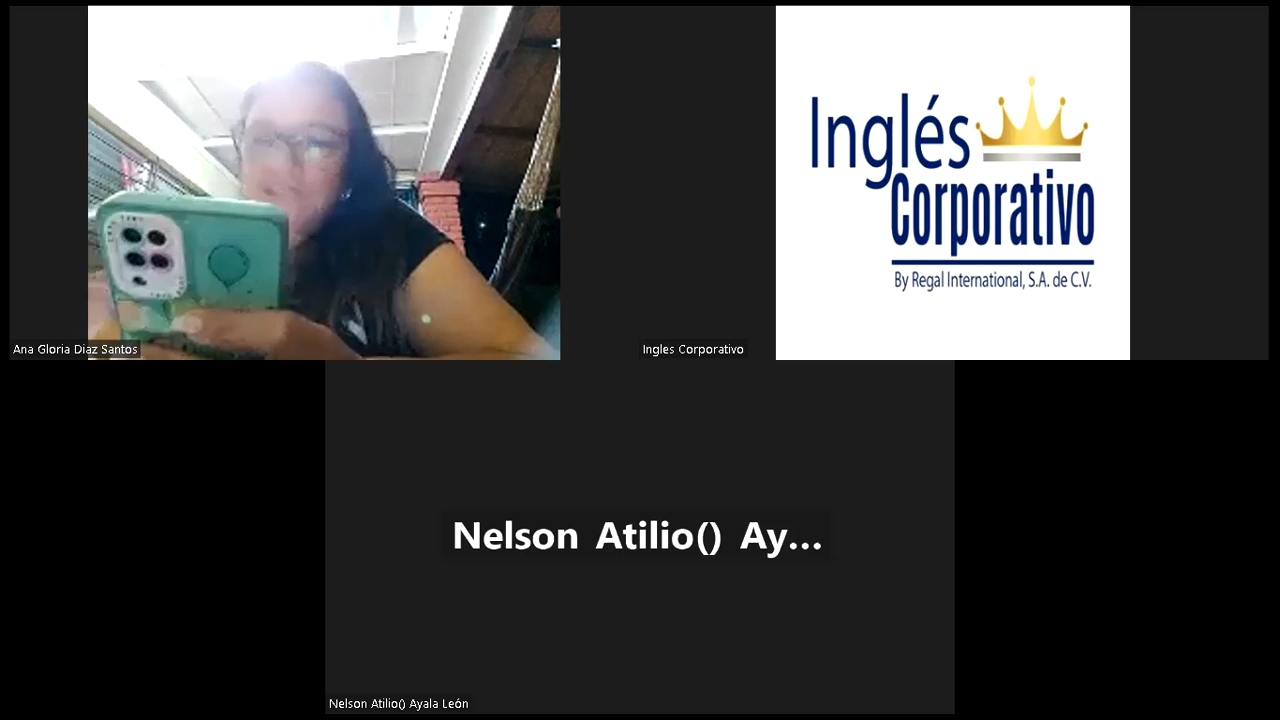 Inglés
Corporativo
By Regal International, S.A. de C.V.
Ana Gloria Diaz Santos
Ingles Corporativo
Nelson Atilio() Ay...
Nelson Atilio() Ayala León